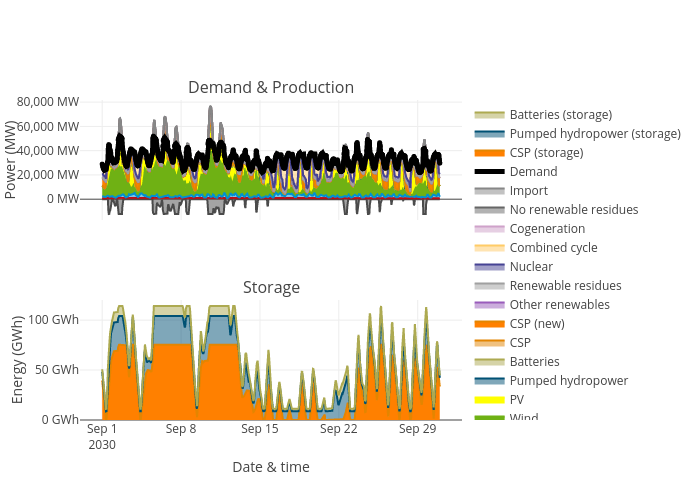 Demand & Production
80,000 MW
60,000 MW
40,000 MW
20,000 MW
0 MW
Power (MW)
Storage
100 GWh
50 GWh
0 GWh
Energy (GWh)
Sep 1
2030
Sep 8
Sep 15
Sep 22
Sep 29
Date & time
Batteries (storage)
Pumped hydropower (storage)
CSP (storage)
Demand
Import
No renewable residues
Cogeneration
Combined cycle
Nuclear
Renewable residues
Other renewables
CSP (new)
CSP
Batteries
Pumped hydropower
PV
Wind